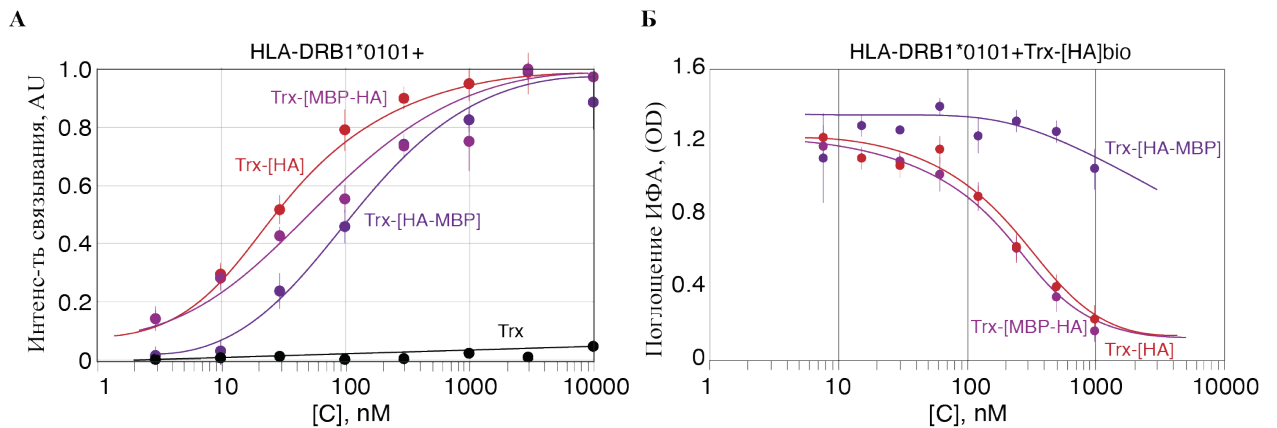 А
HLA-DRB1*0101+
Интенс-ть связывания, AU
1.0
0.8
0.6
0.4
0.2
0
Trx-[MBP-HA]
Trx-[HA]
Trx-[HA-MBP]
Trx
1 10 100 1000 10000
[C], nM
Б
HLA-DRB1*0101+Trx-[HA]bio
Поглощение ИФА, (OD)
1.6
1.2
0.8
0.4
0
Trx-[HA-MBP]
Trx-[MBP-HA]
Trx-[HA]
1 10 100 1000 10000
[C], nM